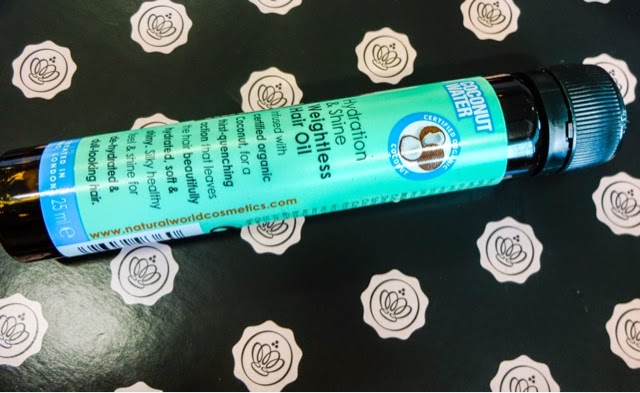 COCONUT
WATER
CERTIFIED ORGANIC
Hydration
& Shine
Weightless
Hair Oil
infused with
certified organic
Coconut, for a
thirst-quenching
action that leaves
the hair beautifully
hydrated, soft &
shiny. Silky healthy
feel & shine for
de-hydrated &
dull-looking hair.
www.naturalworldcosmetics.com
IN
LONDON
25 ml e